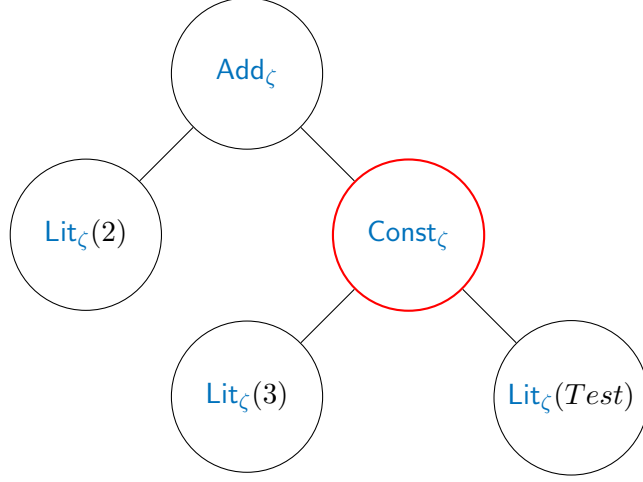 Add_ζ
Lit_ζ(2)
Const_ζ
Lit_ζ(3)
Lit_ζ(Test)